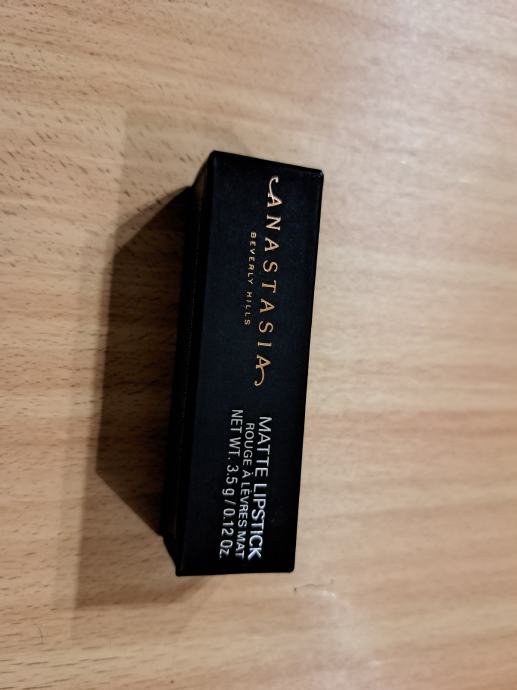 ANASTASIA
BEVERLY HILLS
MATTE LIPSTICK
ROUGE À LÈVRES MAT
NET WT. 3.5 g / 0.12 Oz.